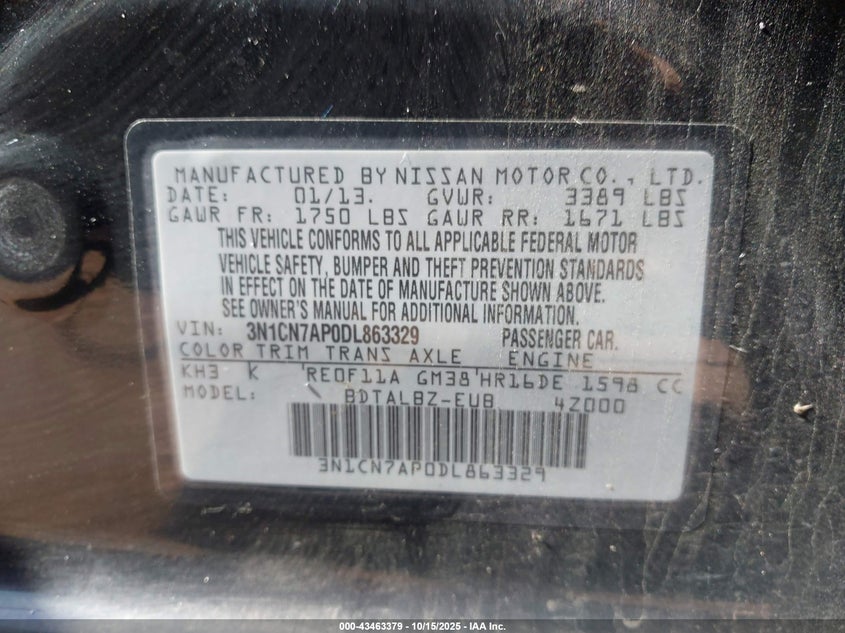 MANUFACTURED BY NISSAN MOTOR CO., LTD.
DATE: 01/13. GVWR: 3389 LBS
GAWR FR: 1750 LBS GAWR RR: 1671 LBS
THIS VEHICLE CONFORMS TO ALL APPLICABLE FEDERAL MOTOR
VEHICLE SAFETY, BUMPER AND THEFT PREVENTION STANDARDS
IN EFFECT ON THE DATE OF MANUFACTURE SHOWN ABOVE.
SEE OWNER'S MANUAL FOR ADDITIONAL INFORMATION.
VIN: 3N1CN7AP0DL863329 PASSENGER CAR.
COLOR TRIM TRANS AXLE ENGINE
KH3 K RE0F11A GM38 HR16DE 1598 CC
MODEL: BDTALBZ-EUB 4Z000
3N1CN7AP0DL863329
000-43463379 - 10/15/2025 - IAA Inc.